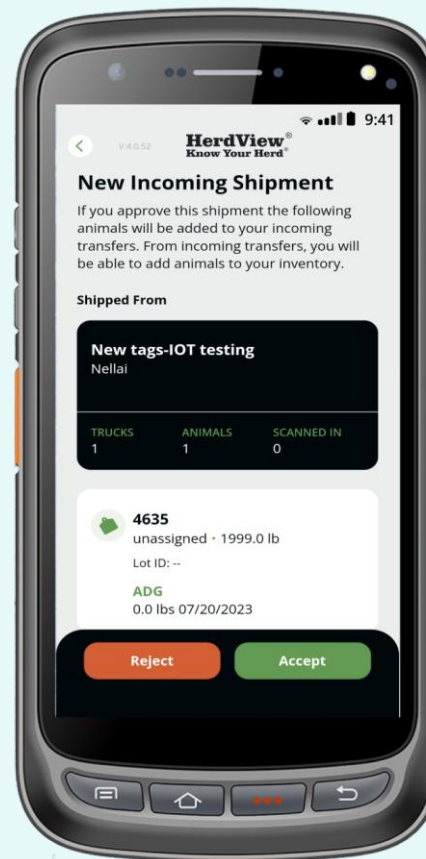 9:41
V 4.0.52
HerdView®
Know Your Herd®
New Incoming Shipment
If you approve this shipment the following
animals will be added to your incoming
transfers. From incoming transfers, you will
be able to add animals to your inventory.
Shipped From
New tags-IOT testing
Nellai
TRUCKS ANIMALS SCANNED IN
1 1 0
4635
unassigned · 1999.0 lb
Lot ID: --
ADG
0.0 lbs 07/20/2023
Reject Accept